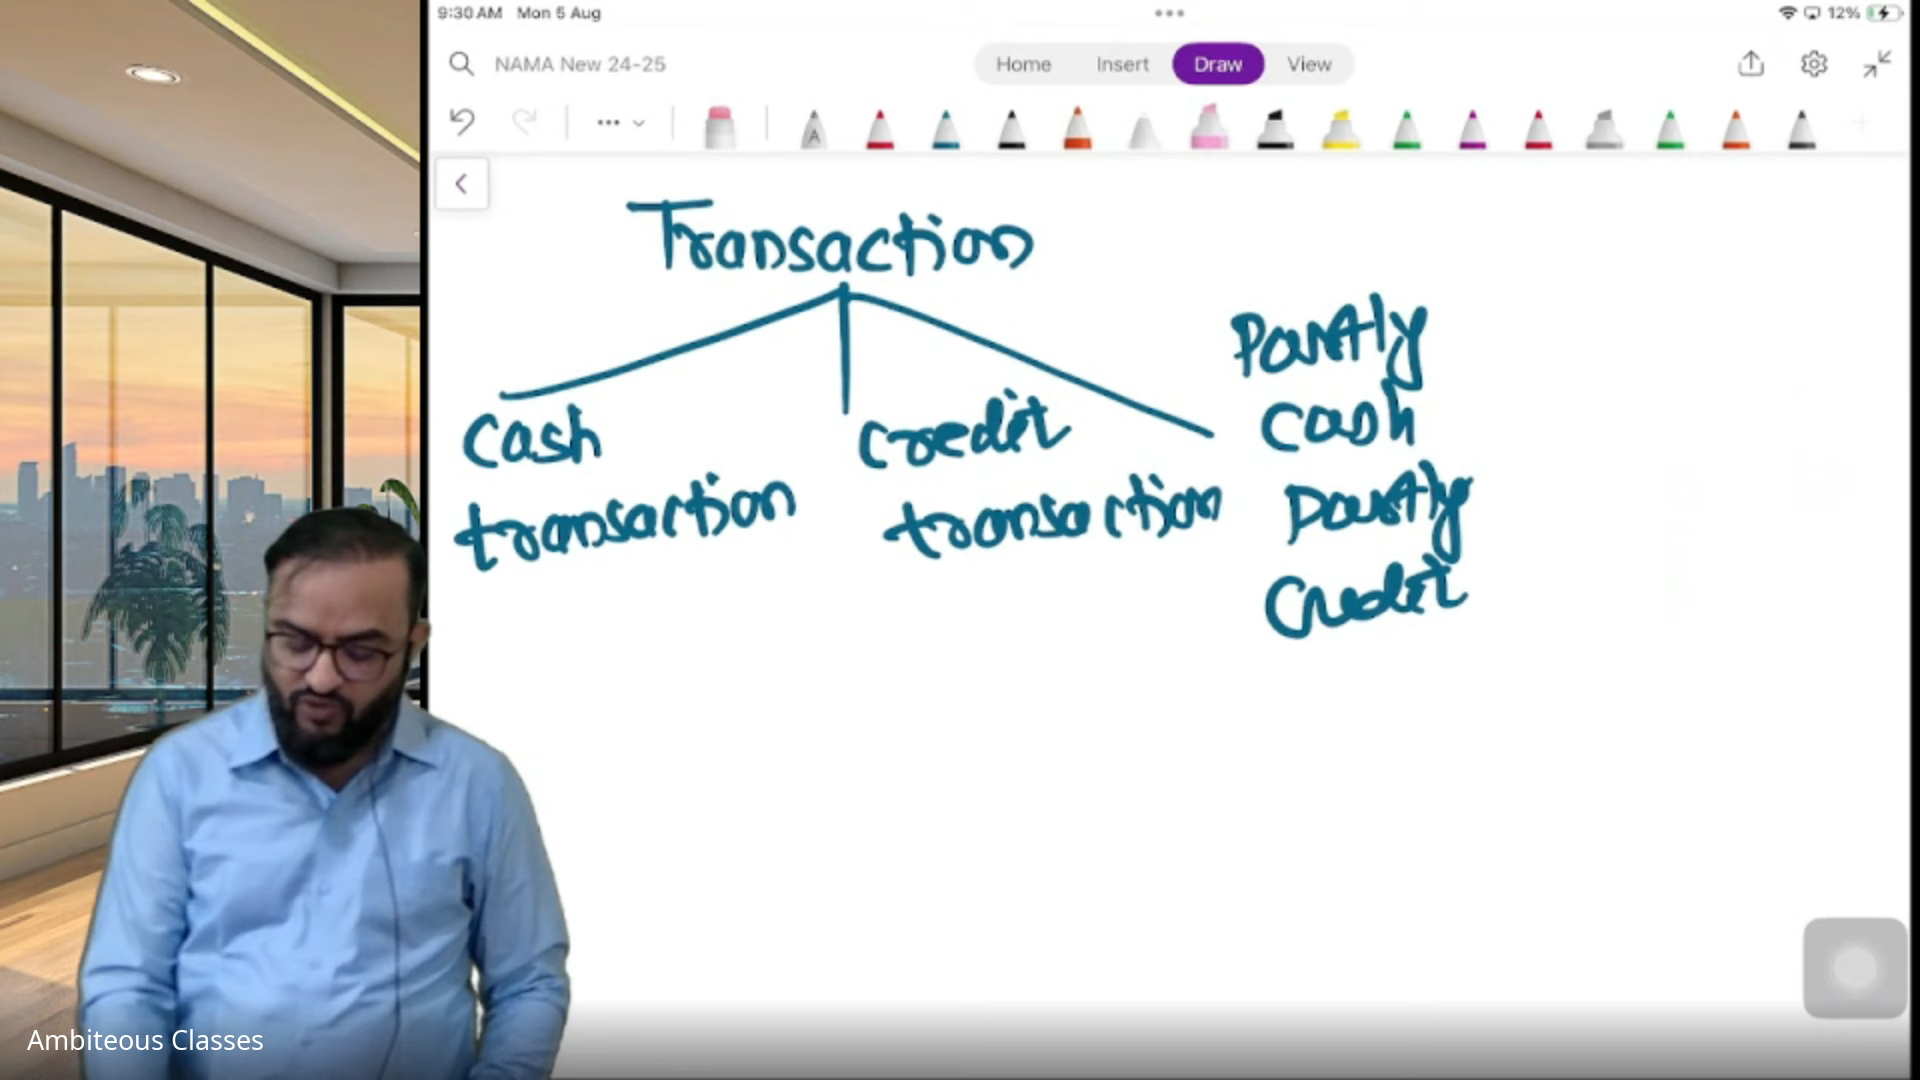 9:30 AM Mon 5 Aug
12%
NAMA New 24-25
Home Insert Draw View
A
Transaction
Cash
transaction
credit
transaction
Partly
Cash
Partly
Credit
Ambiteous Classes